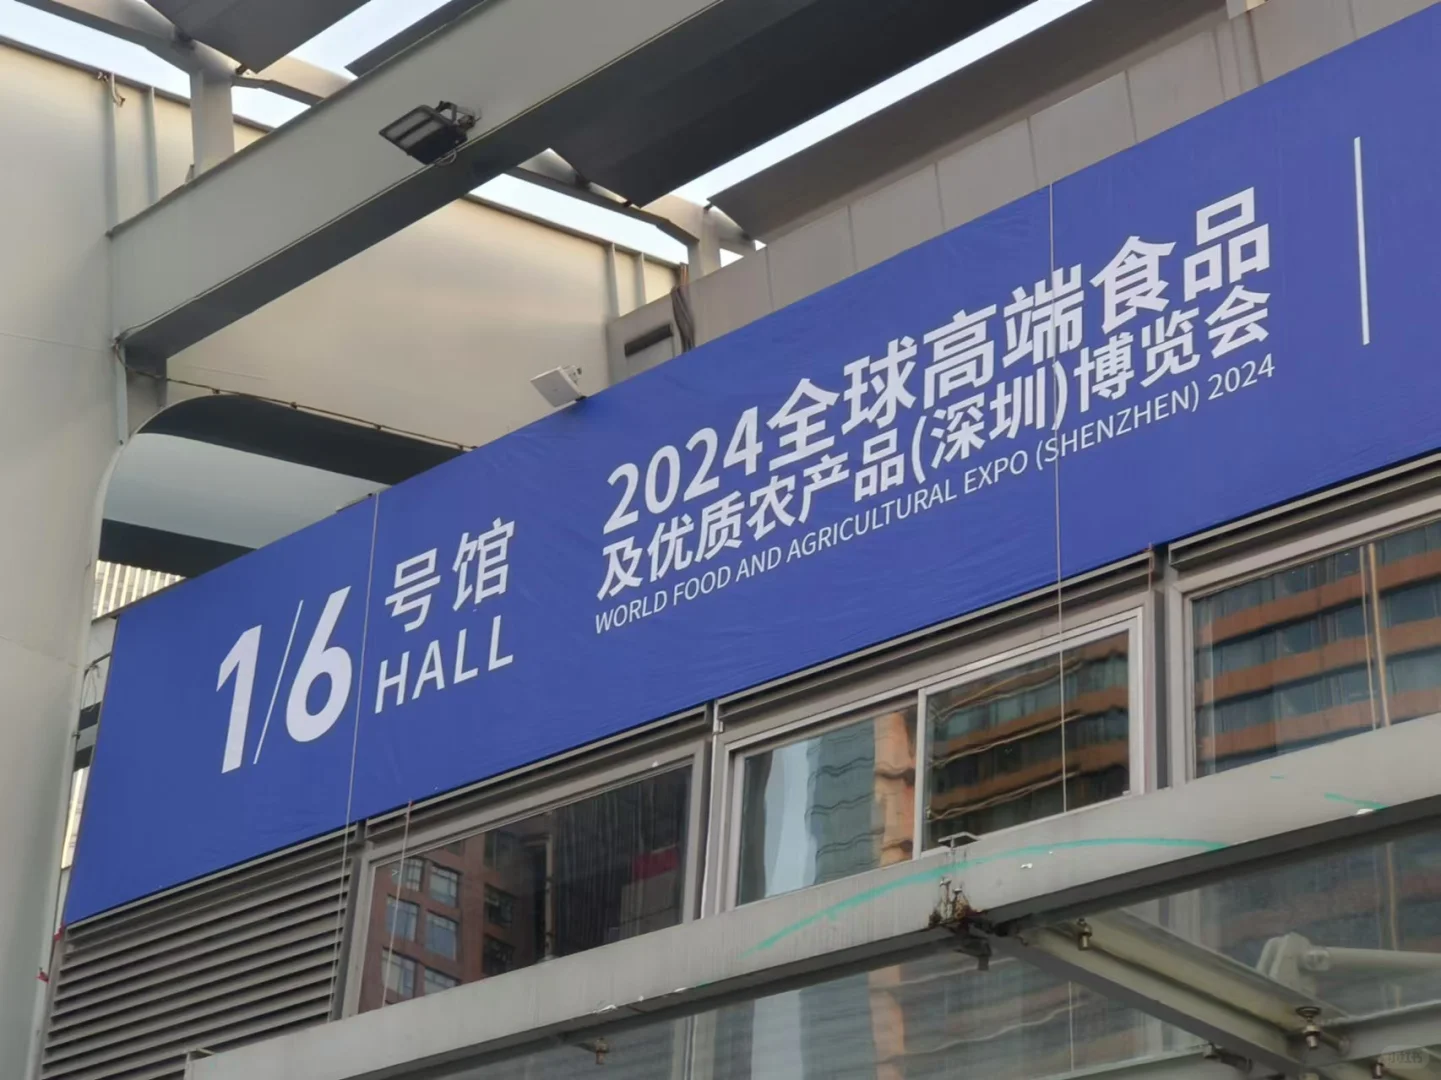 1/6
号馆
HALL
2024全球高端食品
及优质农产品(深圳)博览会
WORLD FOOD AND AGRICULTURAL EXPO (SHENZHEN) 2024